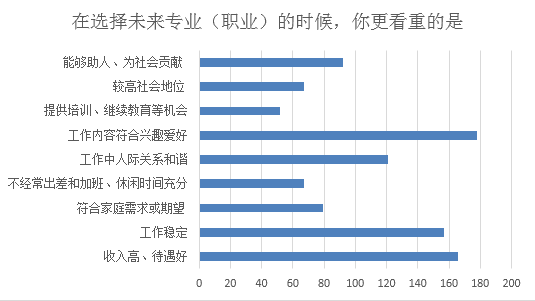 在选择未来专业（职业）的时候，你更看重的是
能够助人、为社会贡献
较高社会地位
提供培训、继续教育等机会
工作内容符合兴趣爱好
工作中人际关系和谐
不经常出差和加班、休闲时间充分
符合家庭需求或期望
工作稳定
收入高、待遇好
0 20 40 60 80 100 120 140 160 180 200